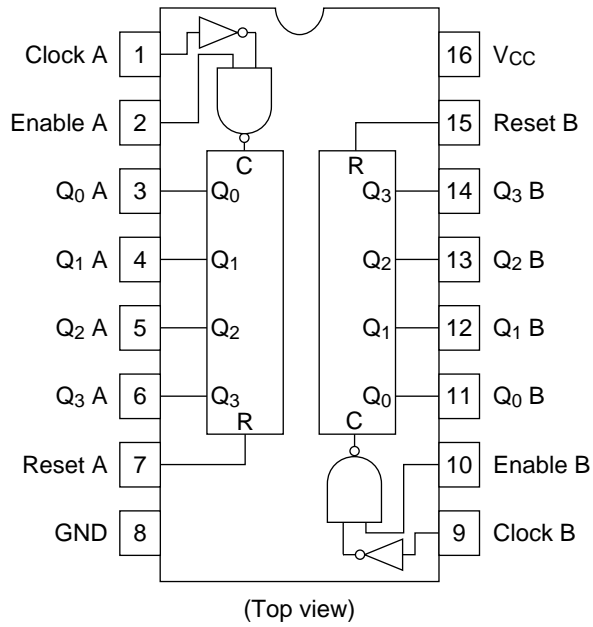 Clock A 1 16 VCC
Enable A 2 15 Reset B
C R
Q0 A 3 Q0 Q3 14 Q3 B
Q1 A 4 Q1 Q2 13 Q2 B
Q2 A 5 Q2 Q1 12 Q1 B
Q3 A 6 Q3 Q0 11 Q0 B
R C
Reset A 7 10 Enable B
GND 8 9 Clock B
(Top view)